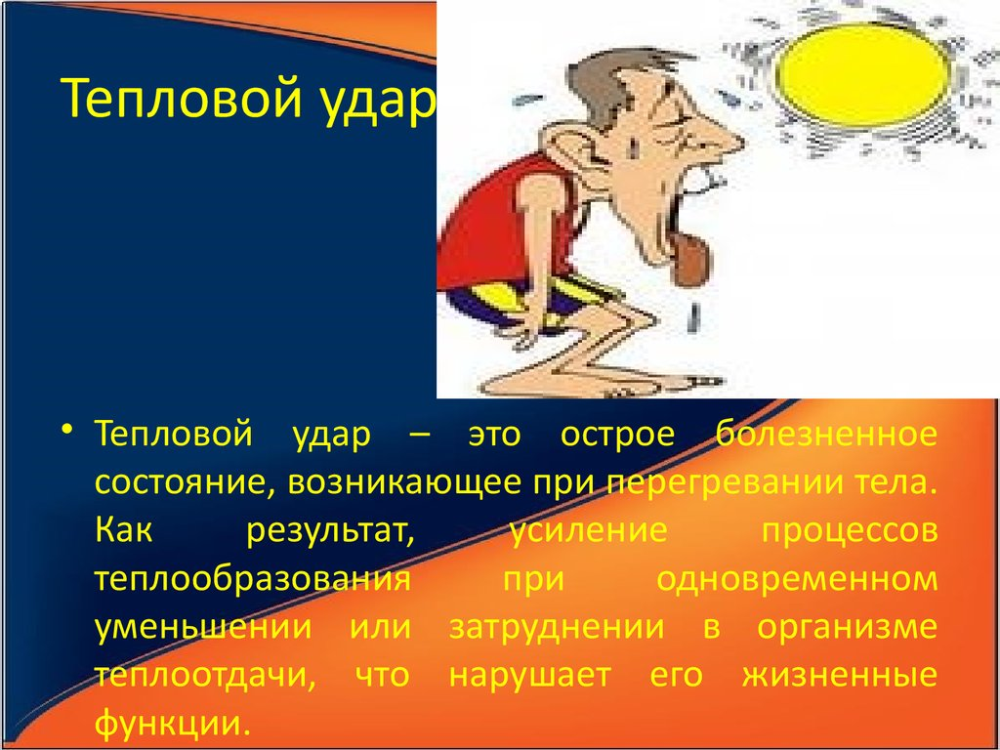 Тепловой удар
• Тепловой удар – это острое болезненное
состояние, возникающее при перегревании тела.
Как результат, усиление процессов
теплообразования при одновременном
уменьшении или затруднении в организме
теплоотдачи, что нарушает его жизненные
функции.